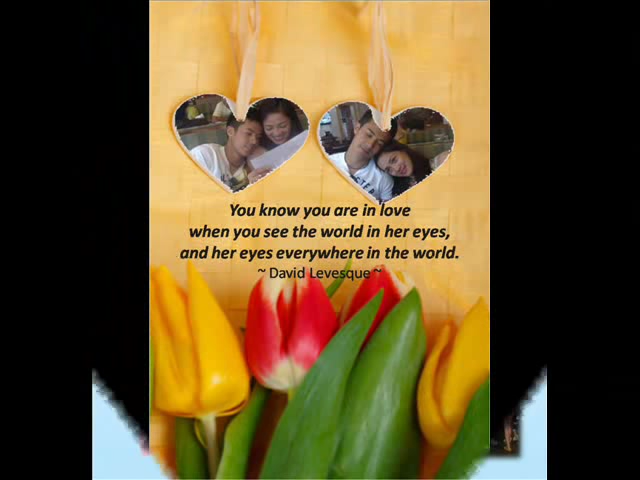 You know you are in love
when you see the world in her eyes,
and her eyes everywhere in the world.
~ David Levesque ~